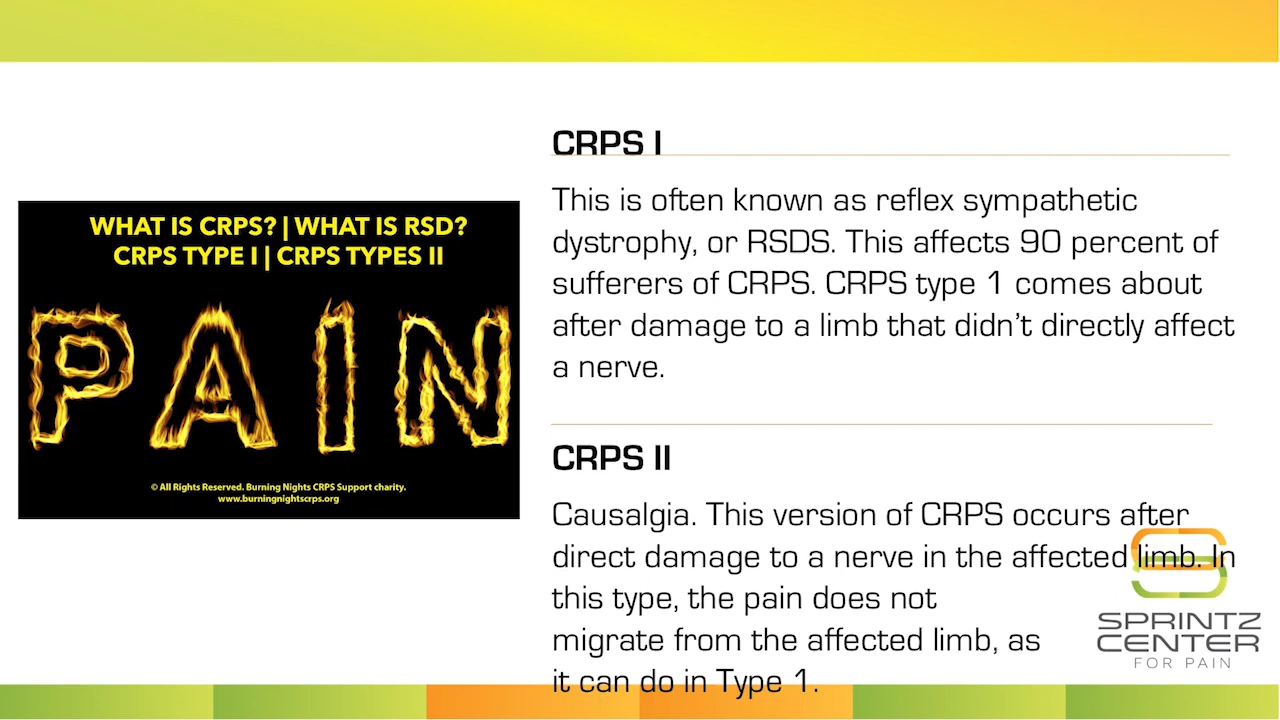 WHAT IS CRPS? | WHAT IS RSD?
CRPS TYPE I | CRPS TYPES II
PAIN
© All Rights Reserved. Burning Nights CRPS Support charity.
www.burningnightscrps.org
CRPS I
This is often known as reflex sympathetic
dystrophy, or RSDS. This affects 90 percent of
sufferers of CRPS. CRPS type 1 comes about
after damage to a limb that didn’t directly affect
a nerve.
CRPS II
Causalgia. This version of CRPS occurs after
direct damage to a nerve in the affected limb. In
this type, the pain does not
migrate from the affected limb, as
it can do in Type 1.
SPRINTZ
CENTER
FOR PAIN